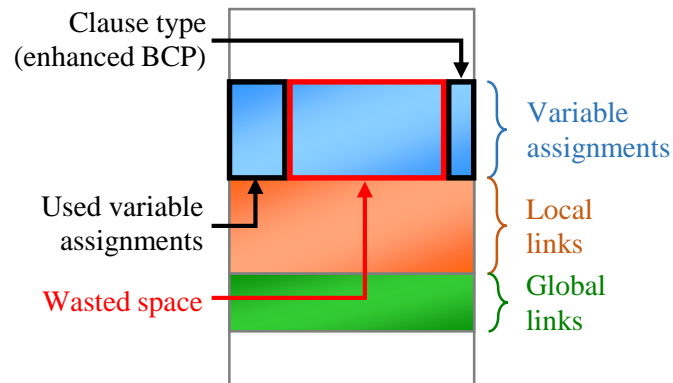 Clause type
(enhanced BCP)
Variable
assignments
Used variable
assignments
Local
links
Wasted space
Global
links